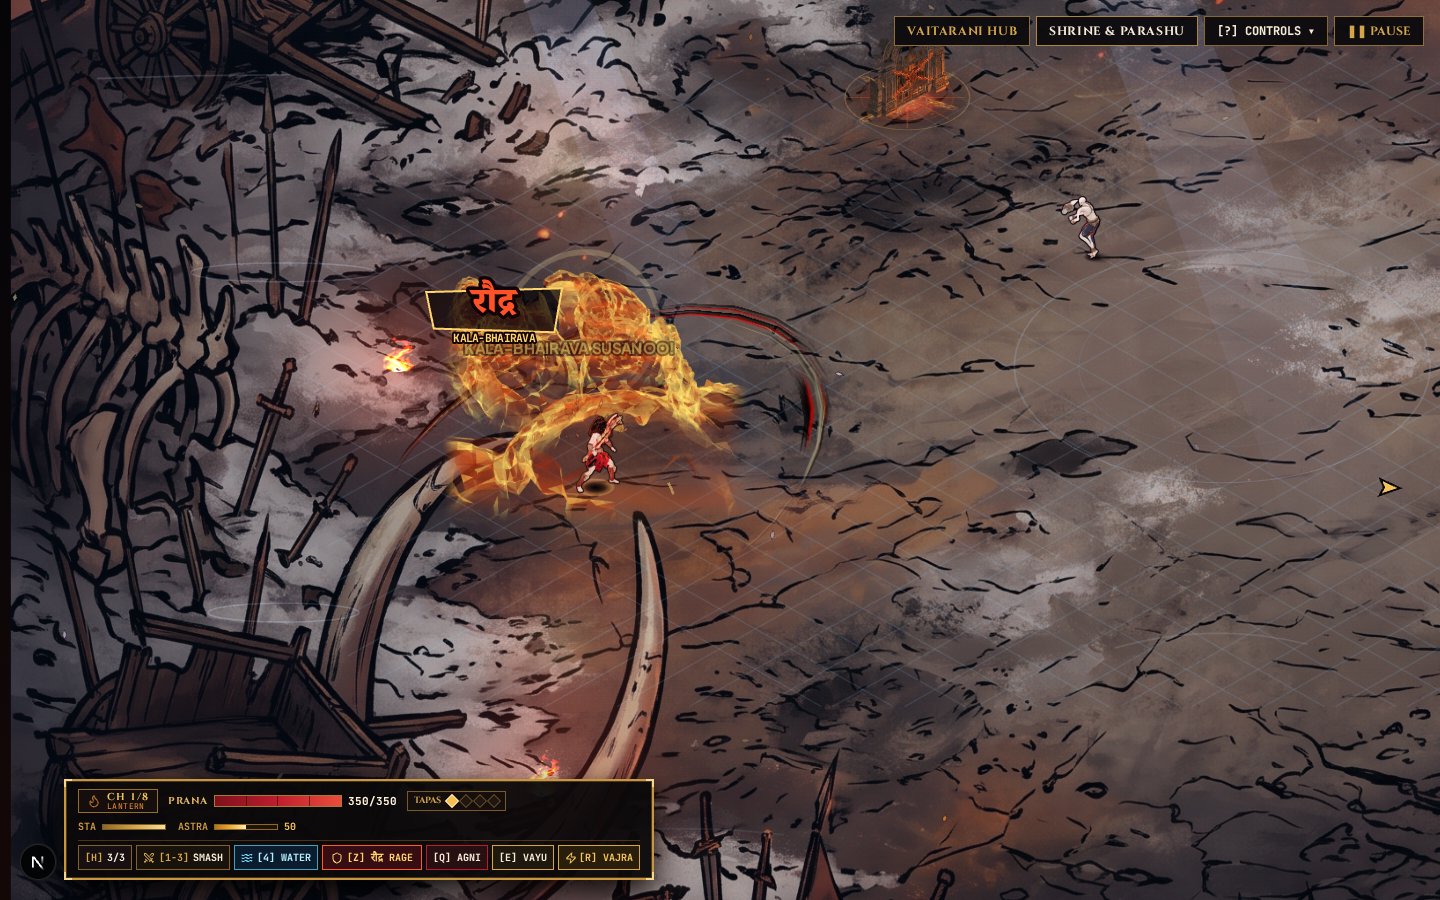 VAITARANI HUB
SHRINE & PARASHU
[?] CONTROLS ▾
❚❚ PAUSE
रौद्र
KALA-BHAIRAVA
KALA-BHAIRAVA SUSANOO!
CH 1/8
LANTERN
PRANA
350/350
TAPAS
STA
ASTRA
50
[H] 3/3
[1-3] SMASH
[4] WATER
[Z] रौद्र RAGE
[Q] AGNI
[E] VAYU
[R] VAJRA
N